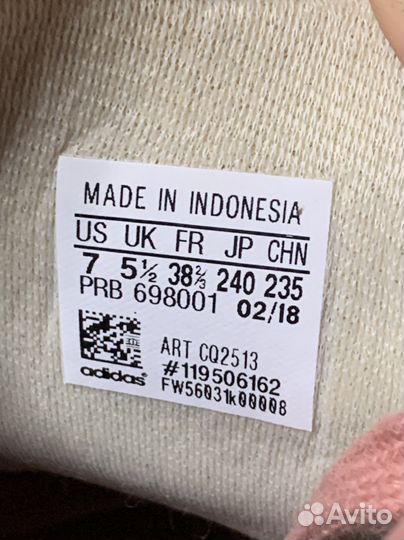 MADE IN INDONESIA
US UK FR JP CHN
7 5½ 38⅔ 240 235
PRB 698001 02/18
ART CQ2513
#119506162
adidas FW56031k00008
Avito